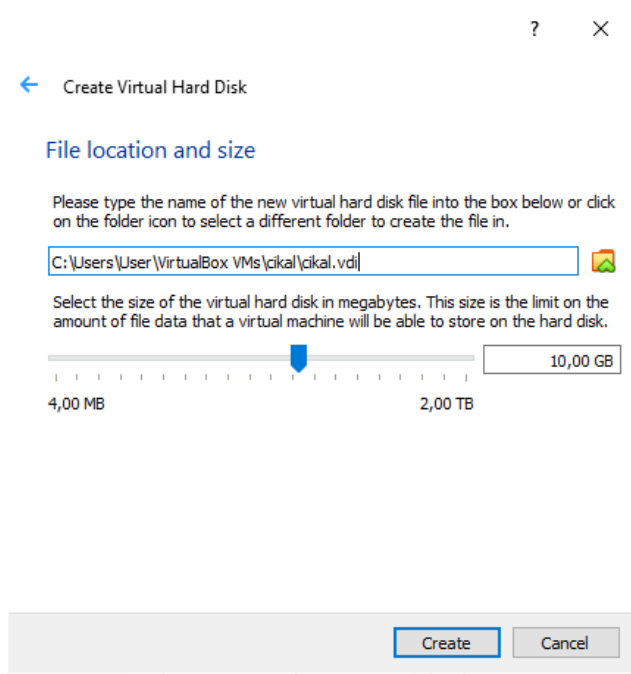 ?
Create Virtual Hard Disk
File location and size
Please type the name of the new virtual hard disk file into the box below or click
on the folder icon to select a different folder to create the file in.
C:\Users\User\VirtualBox VMs\cikal\cikal.vdi
Select the size of the virtual hard disk in megabytes. This size is the limit on the
amount of file data that a virtual machine will be able to store on the hard disk.
10,00 GB
4,00 MB 2,00 TB
Create Cancel